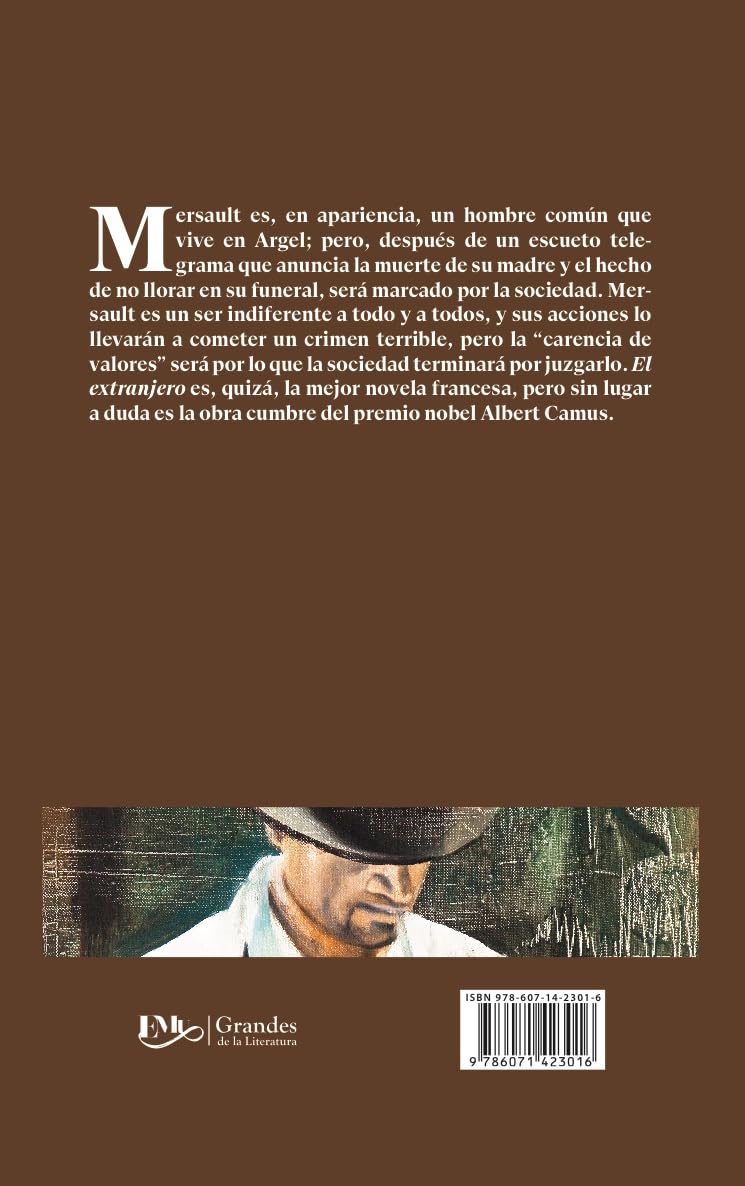 Mersault es, en apariencia, un hombre común que
vive en Argel; pero, después de un escueto tele-
grama que anuncia la muerte de su madre y el hecho
de no llorar en su funeral, será marcado por la sociedad. Mer-
sault es un ser indiferente a todo y a todos, y sus acciones lo
llevarán a cometer un crimen terrible, pero la “carencia de
valores” será por lo que la sociedad terminará por juzgarlo. El
extranjero es, quizá, la mejor novela francesa, pero sin lugar
a duda es la obra cumbre del premio nobel Albert Camus.
EMU
Grandes
de la Literatura
ISBN 978-607-14-2301-6
9 786071 423016